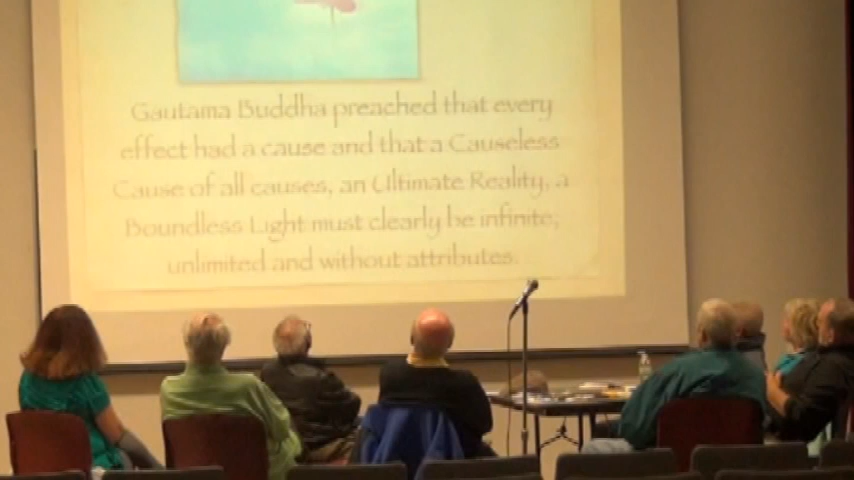 Gautama Buddha preached that every
effect had a cause and that a Causeless
Cause of all causes, an Ultimate Reality, a
Boundless Light must clearly be infinite,
unlimited and without attributes.